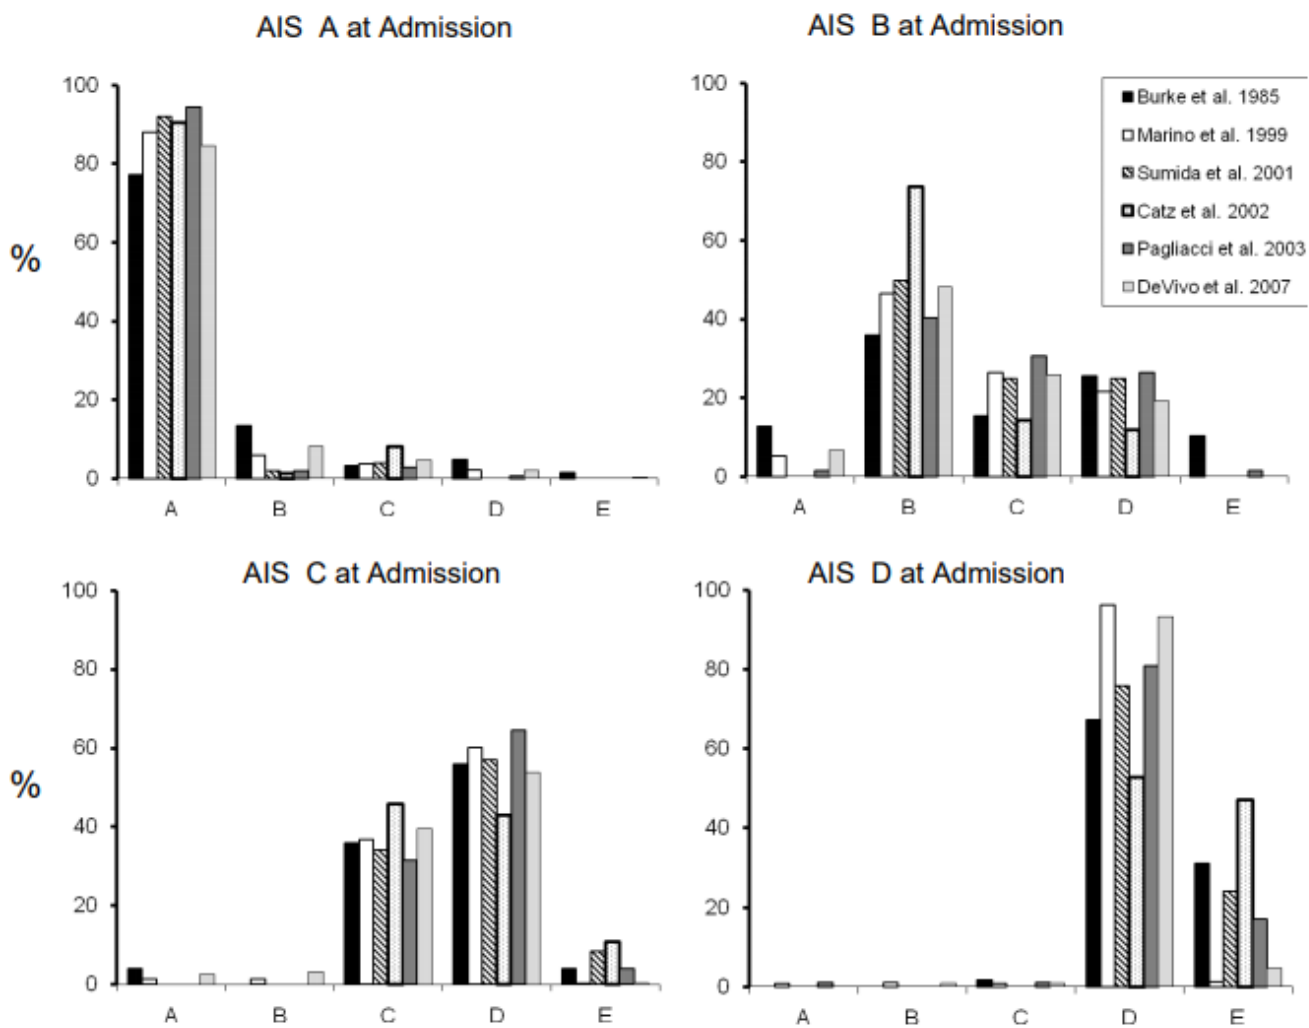 AIS A at Admission
100
80
60
40
20
0
%
A B C D E
AIS B at Admission
100
80
60
40
20
0
A B C D E
Burke et al. 1985
Marino et al. 1999
Sumida et al. 2001
Catz et al. 2002
Pagliacci et al. 2003
DeVivo et al. 2007
AIS C at Admission
100
80
60
40
20
0
%
A B C D E
AIS D at Admission
100
80
60
40
20
0
A B C D E